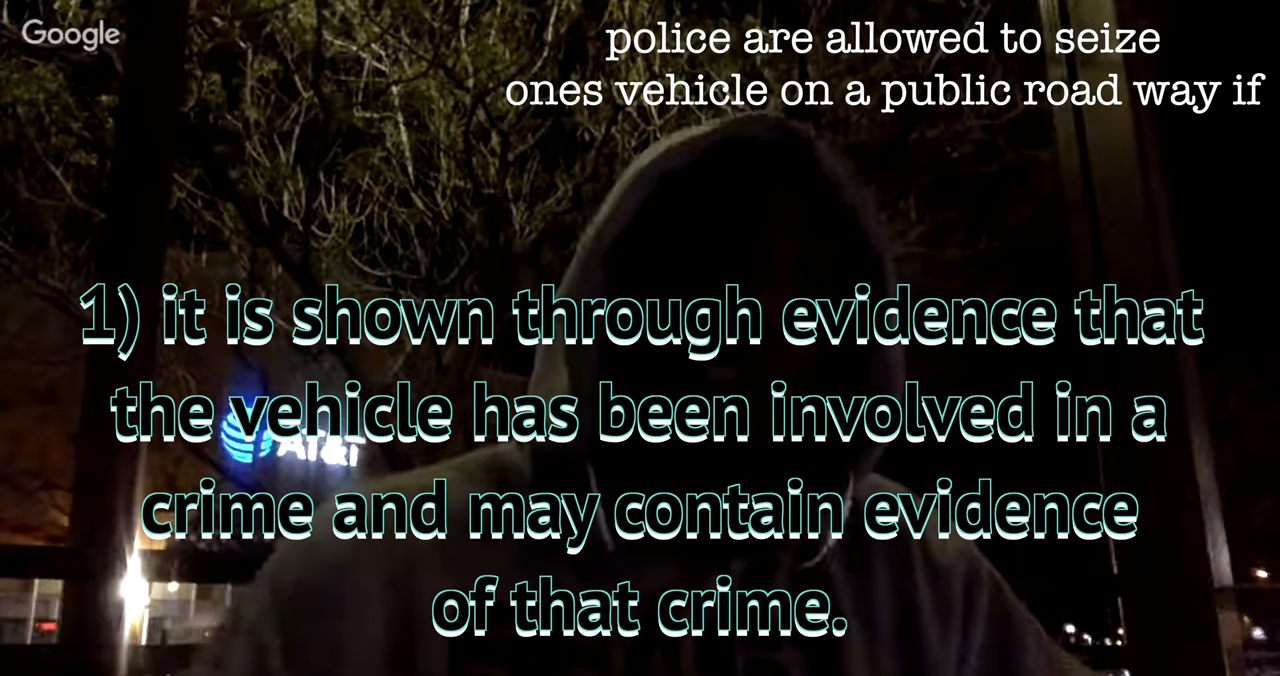 Google
police are allowed to seize
ones vehicle on a public road way if
1) it is shown through evidence that
the vehicle has been involved in a
AT&T
crime and may contain evidence
of that crime.